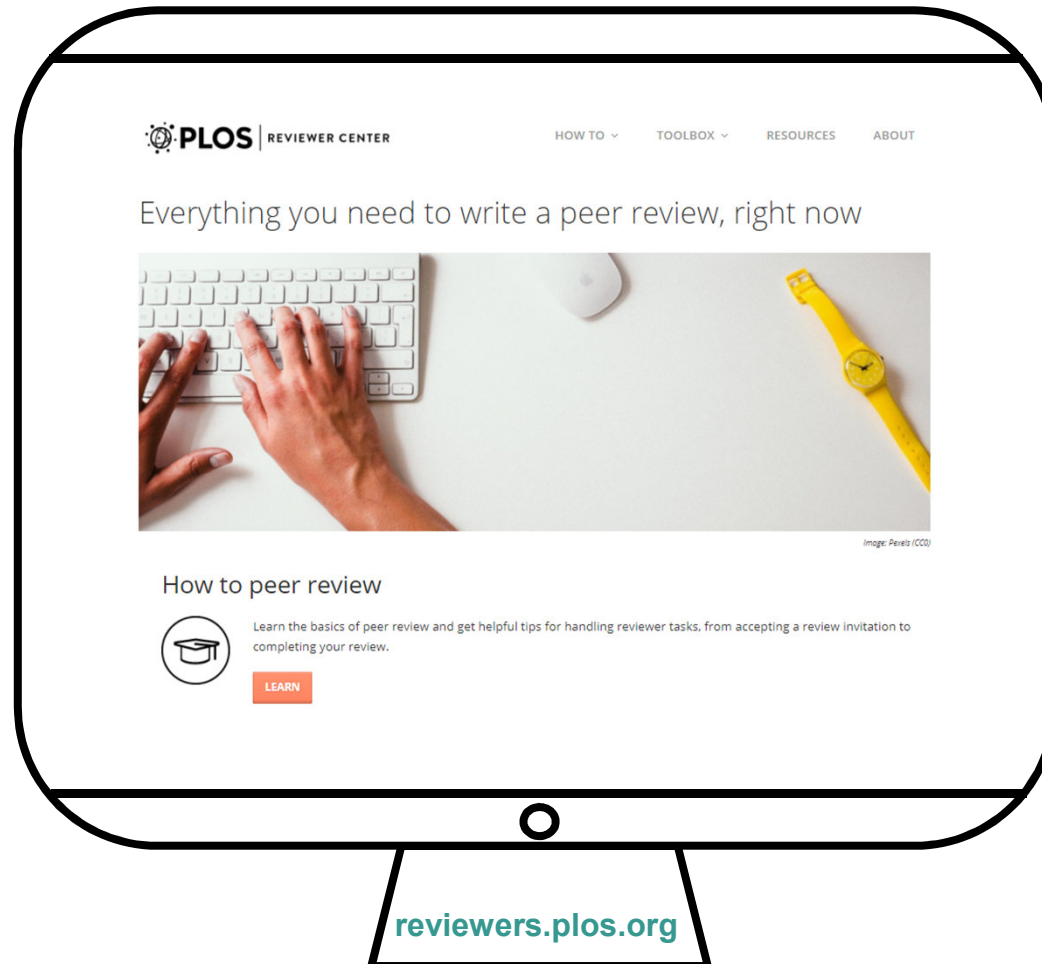 PLOS REVIEWER CENTER
HOW TO TOOLBOX RESOURCES ABOUT
Everything you need to write a peer review, right now
Image: Pexels (CC0)
How to peer review
Learn the basics of peer review and get helpful tips for handling reviewer tasks, from accepting a review invitation to
completing your review.
LEARN
reviewers.plos.org